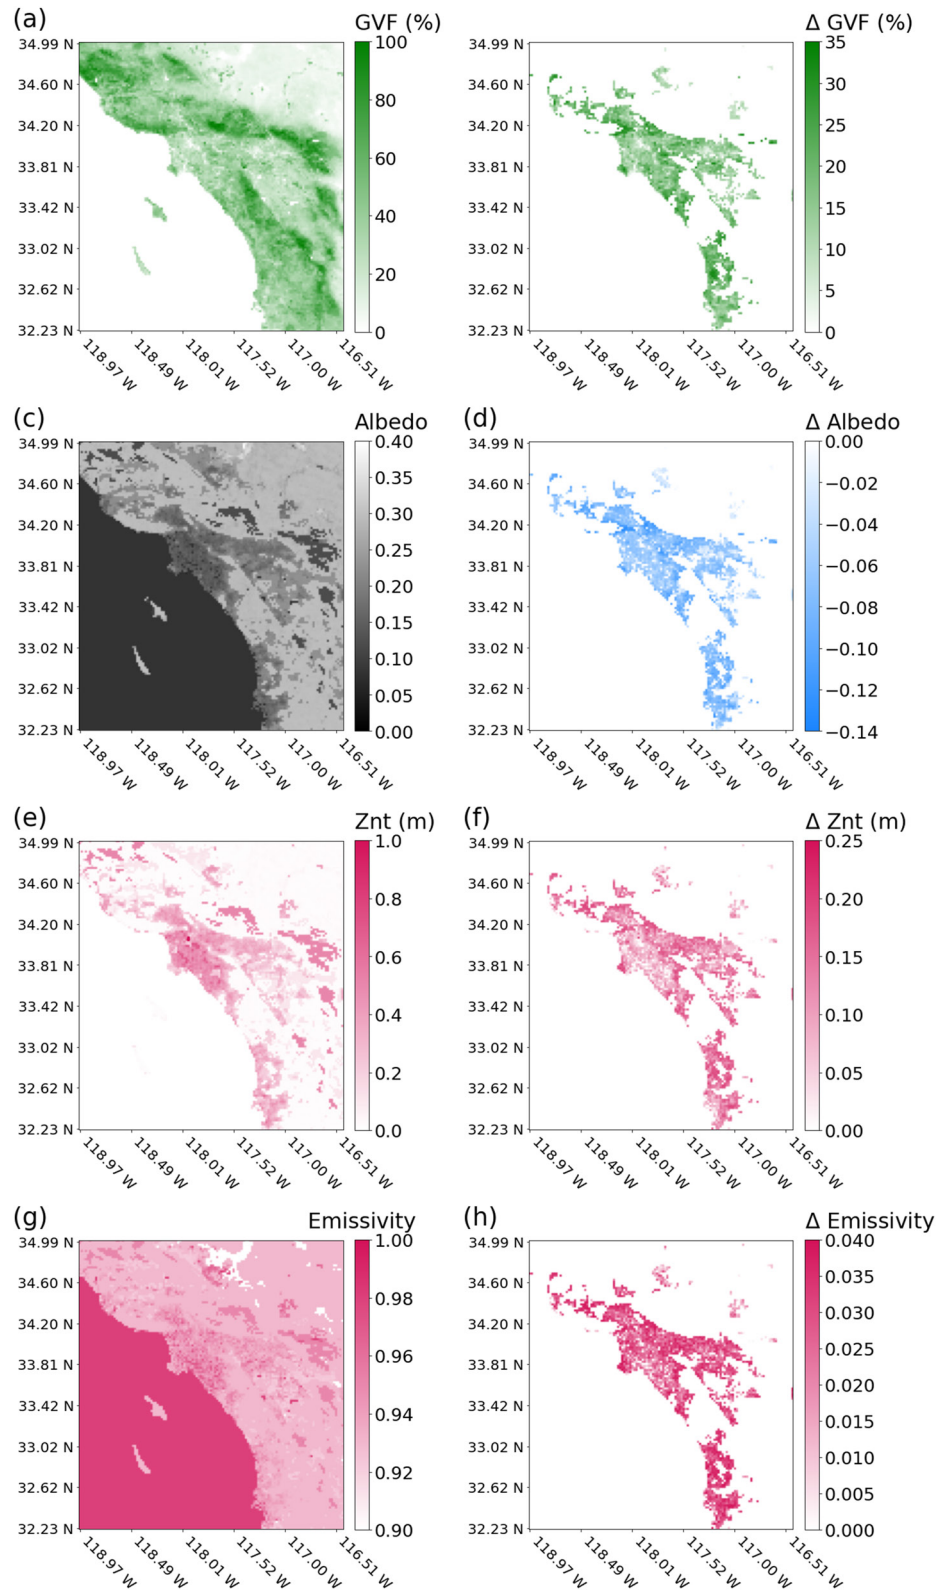 (a) GVF (%) Δ GVF (%)
34.99 N 100 34.99 N 35
34.60 N 80 34.60 N 30
34.20 N 34.20 N 25
33.81 N 60 33.81 N 20
33.42 N 40 33.42 N 15
33.02 N 33.02 N 10
32.62 N 20 32.62 N 5
32.23 N 0 32.23 N 0
118.97 W 118.49 W 118.01 W 117.52 W 117.00 W 116.51 W 118.97 W 118.49 W 118.01 W 117.52 W 117.00 W 116.51 W
(c) Albedo (d) Δ Albedo
34.99 N 0.40 34.99 N 0.00
34.60 N 0.35 34.60 N −0.02
34.20 N 0.30 34.20 N −0.04
33.81 N 0.25 33.81 N −0.06
33.42 N 0.20 33.42 N −0.08
33.02 N 0.15 33.02 N −0.10
32.62 N 0.10 32.62 N −0.12
0.05
32.23 N 0.00 32.23 N −0.14
118.97 W 118.49 W 118.01 W 117.52 W 117.00 W 116.51 W 118.97 W 118.49 W 118.01 W 117.52 W 117.00 W 116.51 W
(e) Znt (m) (f) Δ Znt (m)
34.99 N 1.0 34.99 N 0.25
34.60 N 0.8 34.60 N 0.20
34.20 N 34.20 N
33.81 N 0.6 33.81 N 0.15
33.42 N 0.4 33.42 N 0.10
33.02 N 33.02 N
32.62 N 0.2 32.62 N 0.05
32.23 N 0.0 32.23 N 0.00
118.97 W 118.49 W 118.01 W 117.52 W 117.00 W 116.51 W 118.97 W 118.49 W 118.01 W 117.52 W 117.00 W 116.51 W
(g) Emissivity (h) Δ Emissivity
34.99 N 1.00 34.99 N 0.040
34.60 N 0.98 34.60 N 0.035
34.20 N 34.20 N 0.030
33.81 N 0.96 33.81 N 0.025
33.42 N 0.94 33.42 N 0.020
33.02 N 33.02 N 0.015
0.010
32.62 N 0.92 32.62 N 0.005
32.23 N 0.90 32.23 N 0.000
118.97 W 118.49 W 118.01 W 117.52 W 117.00 W 116.51 W 118.97 W 118.49 W 118.01 W 117.52 W 117.00 W 116.51 W